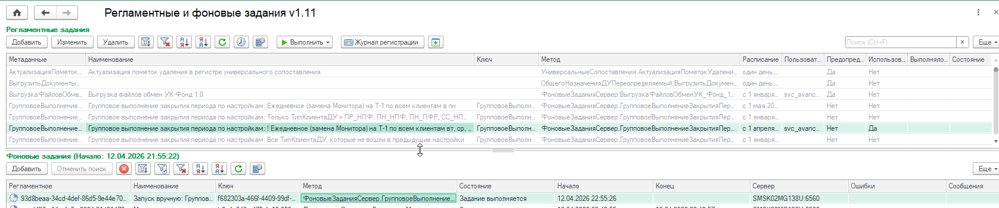 Регламентные и фоновые задания v1.11
Регламентные задания
Добавить Изменить Удалить Выполнить Журнал регистрации Поиск (Ctrl+F) × Еще
Метаданные Наименование Ключ Метод Расписание Пользоват... Предопред... Использов... Выполняло... Состояние
АктуализацияПометок... Актуализация пометок удаления в регистре универсального сопоставления УниверсальныеСопоставления.АктуализацияПометокУдалени... один день;... Да Нет
ВыгрузитьДокументы... ОбщегоНазначенияДУПереопределяемый.ВыгрузитьДокумен... один день;... Да Нет
ВыгрузкаФайловОбме... Выгрузка файлов обмен УК-Фонд 1.0 ФоновыеЗаданияСервер.ВыгрузкаФайловОбменУК_Фонд_1... с 1 января... svc_avanc... Да Нет
ГрупповоеВыполнение... Групповое выполнение закрытия периода по настройкам: Ежедневное (замена Монитора) на Т-1 по всем клиентам в пн ГрупповоеВыполн... ФоновыеЗаданияСервер.ГрупповоеВыполнениеЗакрытияПер... с 1 мая 20... Нет Нет
ГрупповоеВыполнение... Групповое выполнение закрытия периода по настройкам: Только ТипКлиентаДУ = ПР_НПФ, ПН_НПФ, ПН_ПФР, СС_НП... ГрупповоеВыполн... ФоновыеЗаданияСервер.ГрупповоеВыполнениеЗакрытияПер... с 1 января... Нет Нет
ГрупповоеВыполнение... Групповое выполнение закрытия периода по настройкам: ! Ежедневное (замена Монитора) на Т-1 по всем клиентам вт, ср, ... ГрупповоеВыполн... ФоновыеЗаданияСервер.ГрупповоеВыполнениеЗакрытияПер... с 1 апреля... svc_avanc... Нет Да
ГрупповоеВыполнение... Групповое выполнение закрытия периода по настройкам: Все ТипКлиентаДУ, которые не вошли в предыдущие настройки ГрупповоеВыполн... ФоновыеЗаданияСервер.ГрупповоеВыполнениеЗакрытияПер... с 1 января... Нет Нет
Фоновые задания (Начало: 12.04.2026 21:55:22)
Добавить Отменить поиск Еще
Регламентное Наименование Ключ Метод Состояние Начало Конец Сервер Ошибки Сообщения
93d8beaa-34cd-4def-86d5-9e44e70... Запуск вручную: Группов... f682303a-466f-4409-99df-... ФоновыеЗаданияСервер.ГрупповоеВыполнение... Задание выполняется 12.04.2026 22:55:26 SMSK02MG138U:6560